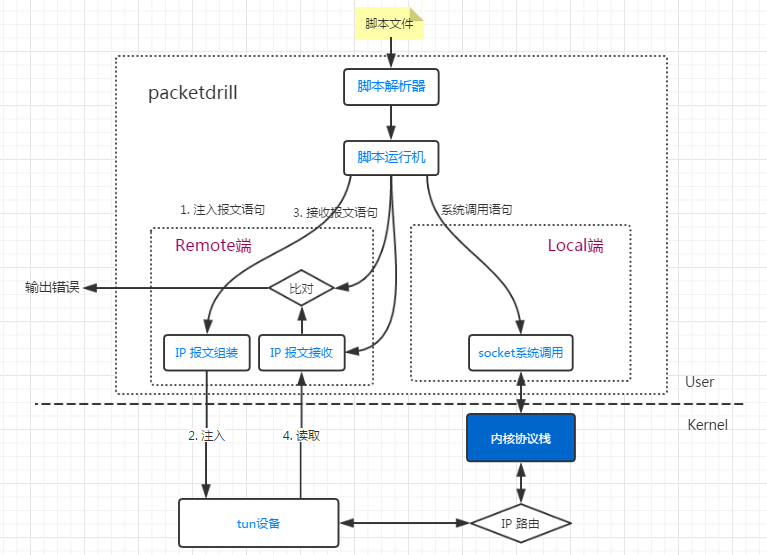 脚本文件
packetdrill
脚本解析器
脚本运行机
1. 注入报文语句
3. 接收报文语句
系统调用语句
Remote端
Local端
输出错误
比对
IP 报文组装
IP 报文接收
socket系统调用
User
Kernel
2. 注入
4. 读取
内核协议栈
tun设备
IP 路由